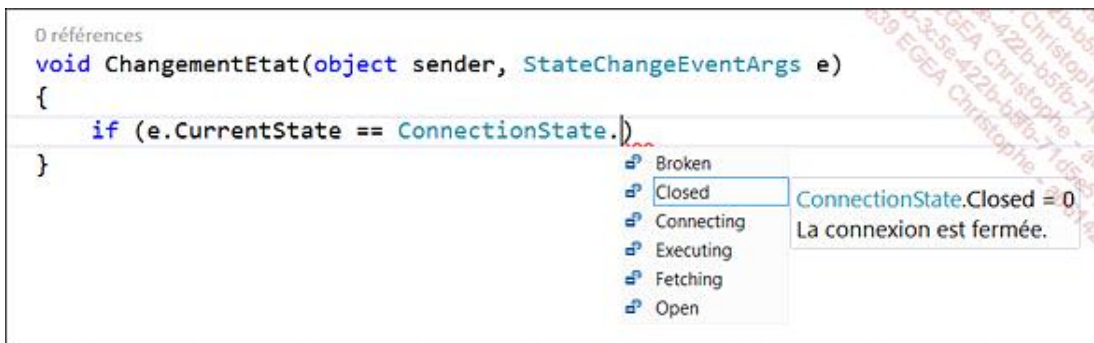 0 références
void ChangementEtat(object sender, StateChangeEventArgs e)
{
if (e.CurrentState == ConnectionState.)
}
Broken
Closed
Connecting
Executing
Fetching
Open
ConnectionState.Closed = 0
La connexion est fermée.